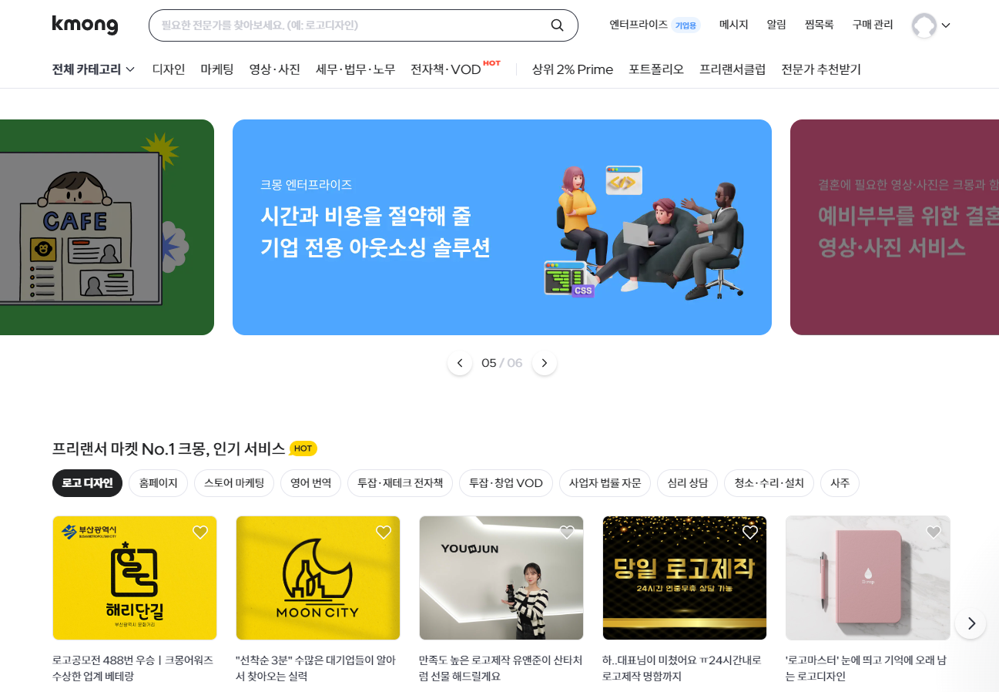 kmong
필요한 전문가를 찾아보세요. (예: 로고디자인)
엔터프라이즈 기업용 메시지 알림 찜목록 구매 관리
전체 카테고리 디자인 마케팅 영상·사진 세무·법무·노무 전자책·VOD HOT 상위 2% Prime 포트폴리오 프리랜서클럽 전문가 추천받기
CAFE
크몽 엔터프라이즈
시간과 비용을 절약해 줄
기업 전용 아웃소싱 솔루션
CSS
결혼에 필요한 영상·사진은 크몽과 함
예비부부를 위한 결혼
영상·사진 서비스
05 / 06
프리랜서 마켓 No.1 크몽, 인기 서비스 HOT
로고 디자인 홈페이지 스토어 마케팅 영어 번역 투잡·재테크 전자책 투잡·창업 VOD 사업자 법률 자문 심리 상담 청소·수리·설치 사주
부산광역시
BUSAN METROPOLITAN CITY
해리단길
부산광역시 문화거리
MOON CITY
당일 로고제작
24시간 연중무휴 상담 가능
로고공모전 488번 우승ㅣ크몽어워즈
수상한 업계 베테랑
"선착순 3분" 수많은 대기업들이 알아
서 찾아오는 실력
만족도 높은 로고제작 유앤준이 산타처
럼 선물 해드릴게요
하..대표님이 미쳤어요 ㅠ24시간내로
로고제작 명함까지
'로고마스터' 눈에 띄고 기억에 오래 남
는 로고디자인